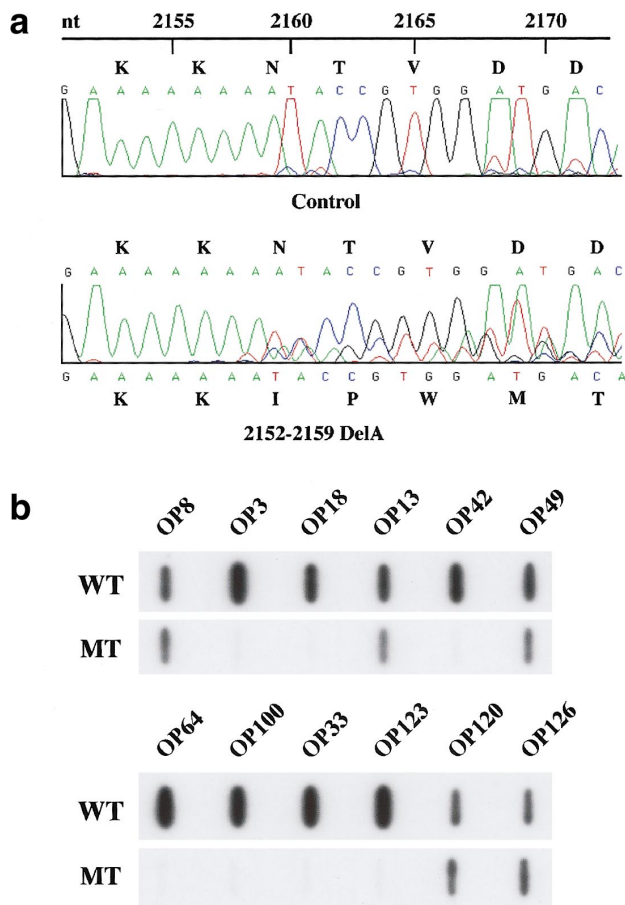 a
nt 2155 2160 2165 2170
K K N T V D D
G A A A A A A A A T A C C G T G G A T G A C
Control
K K N T V D D
G A A A A A A A A T A C C G T G G A T G A C
G A A A A A A A T A C C G T G G A T G A C A
K K I P W M T
2152-2159 DelA
b
OP8 OP3 OP18 OP13 OP42 OP49
WT
MT
OP64 OP100 OP33 OP123 OP120 OP126
WT
MT